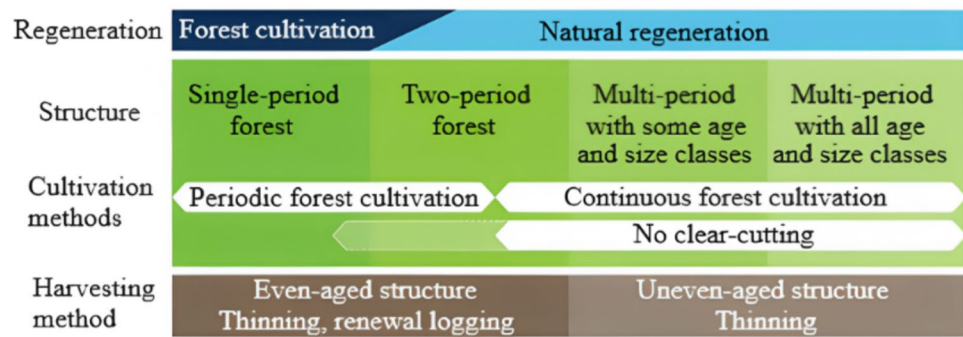 Regeneration
Forest cultivation
Natural regeneration
Structure
Single-period
forest
Two-period
forest
Multi-period
with some age
and size classes
Multi-period
with all age
and size classes
Cultivation
methods
Periodic forest cultivation
Continuous forest cultivation
No clear-cutting
Harvesting
method
Even-aged structure
Thinning, renewal logging
Uneven-aged structure
Thinning